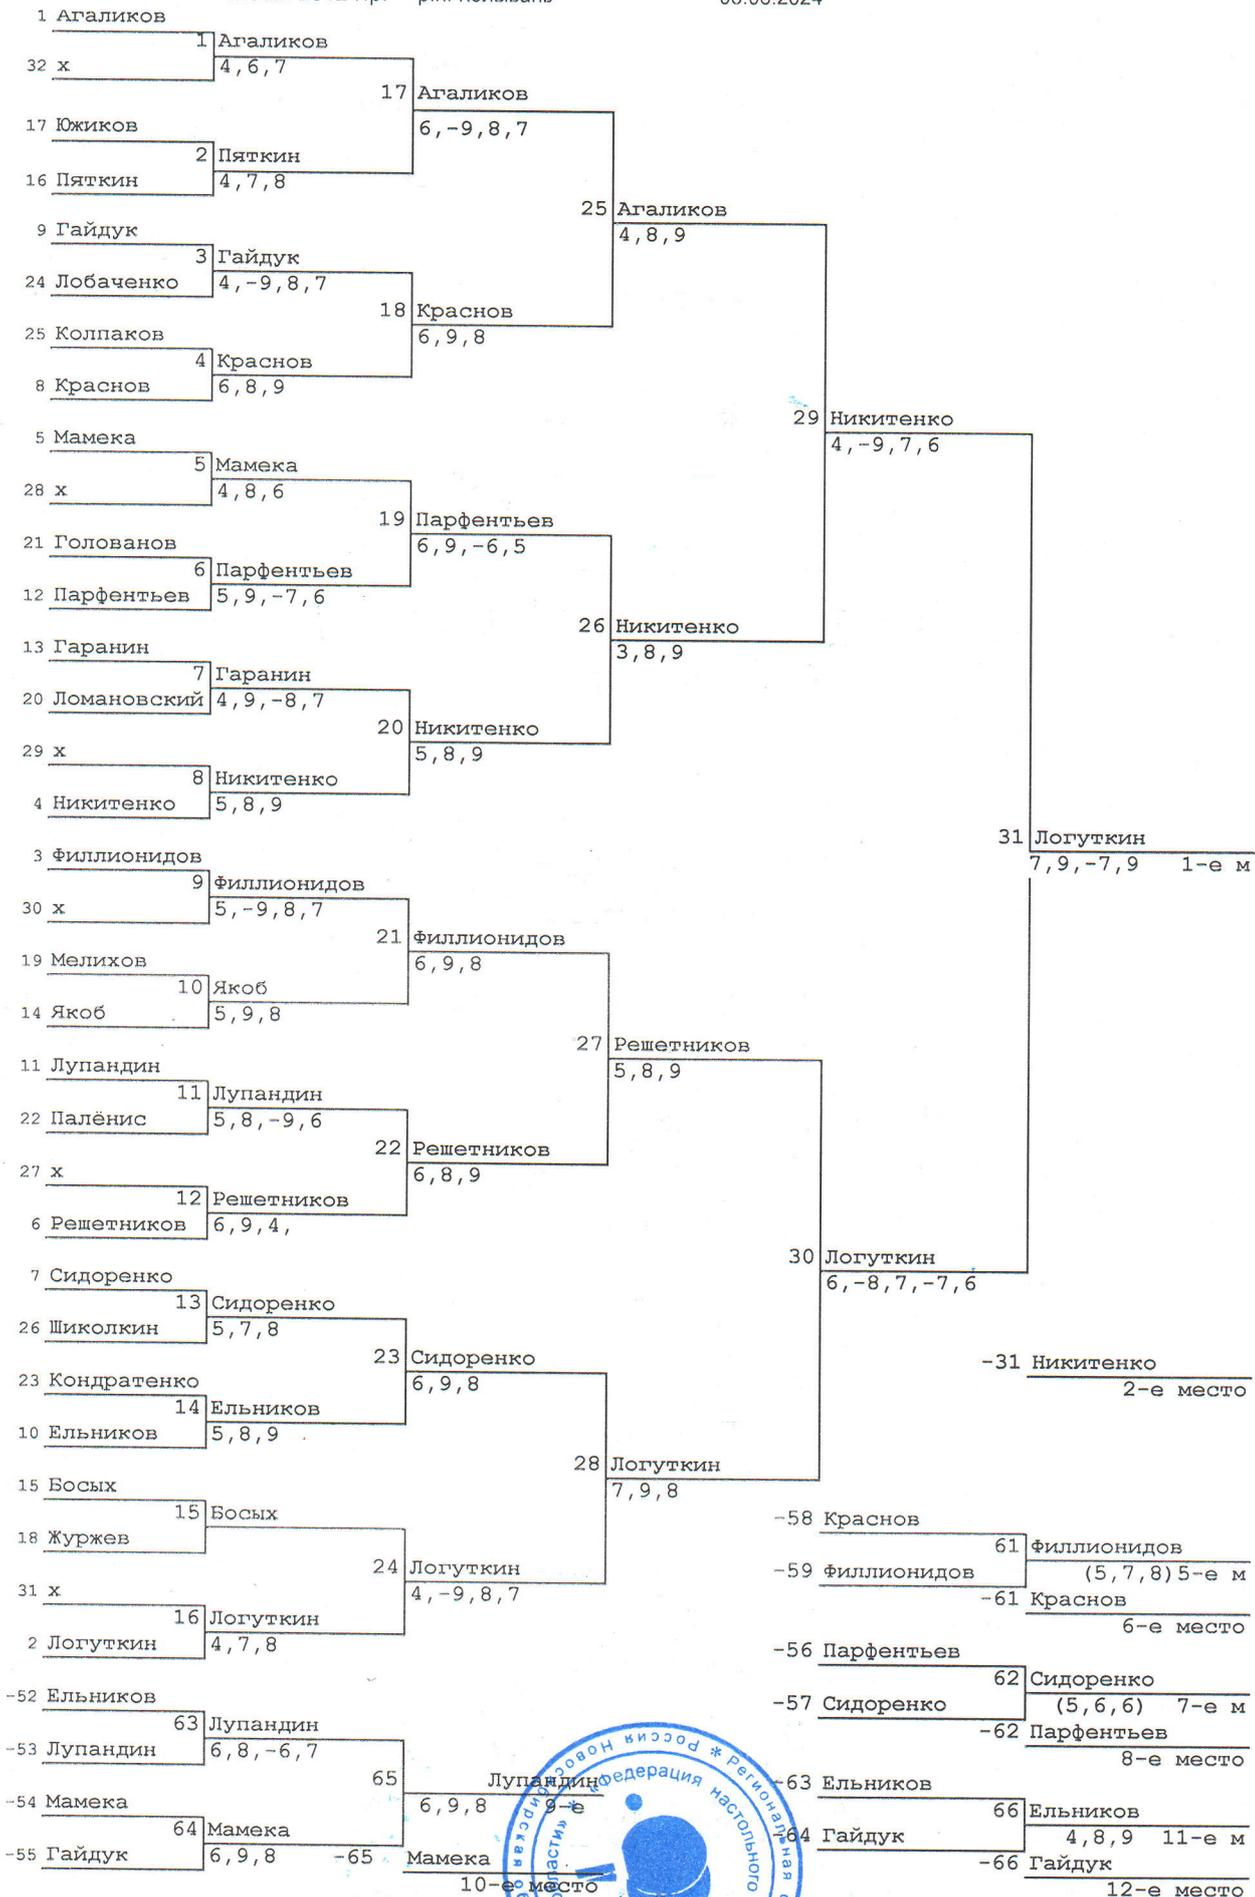 р.п. Колывань 08.06.2024
1 Агаликов
1 Агаликов
32 х
4,6,7
17 Агаликов
6,-9,8,7
17 Южиков
2 Пяткин
16 Пяткин
4,7,8
25 Агаликов
4,8,9
9 Гайдук
3 Гайдук
24 Лобаченко
4,-9,8,7
18 Краснов
6,9,8
25 Колпаков
4 Краснов
8 Краснов
6,8,9
29 Никитенко
4,-9,7,6
5 Мамека
5 Мамека
28 х
4,8,6
19 Парфентьев
6,9,-6,5
21 Голованов
6 Парфентьев
12 Парфентьев
5,9,-7,6
26 Никитенко
3,8,9
13 Гаранин
7 Гаранин
20 Ломановский
4,9,-8,7
20 Никитенко
5,8,9
29 х
8 Никитенко
4 Никитенко
5,8,9
31 Логуткин
7,9,-7,9 1-е м
3 Филлионидов
9 Филлионидов
30 х
5,-9,8,7
21 Филлионидов
6,9,8
19 Мелихов
10 Якоб
14 Якоб
5,9,8
27 Решетников
5,8,9
11 Лупандин
11 Лупандин
22 Палёнис
5,8,-9,6
22 Решетников
6,8,9
27 х
12 Решетников
6 Решетников
6,9,4,
30 Логуткин
6,-8,7,-7,6
7 Сидоренко
13 Сидоренко
26 Шиколкин
5,7,8
23 Сидоренко
6,9,8
-31 Никитенко
2-е место
23 Кондратенко
14 Ельников
10 Ельников
5,8,9
28 Логуткин
7,9,8
15 Босых
15 Босых
18 Журжев
24 Логуткин
4,-9,8,7
31 х
16 Логуткин
2 Логуткин
4,7,8
-58 Краснов
61 Филлионидов
-59 Филлионидов
(5,7,8)5-е м
-61 Краснов
6-е место
-56 Парфентьев
62 Сидоренко
-57 Сидоренко
(5,6,6) 7-е м
-62 Парфентьев
8-е место
-52 Ельников
63 Лупандин
-53 Лупандин
6,8,-6,7
65 Лупандин
6,9,8 9-е
-54 Мамека
64 Мамека
-55 Гайдук
6,9,8
-65 Мамека
10-е место
-63 Ельников
66 Ельников
-64 Гайдук
4,8,9 11-е м
-66 Гайдук
12-е место
Россия Новосибирская
* Региональная
области» * «Федерация настольного